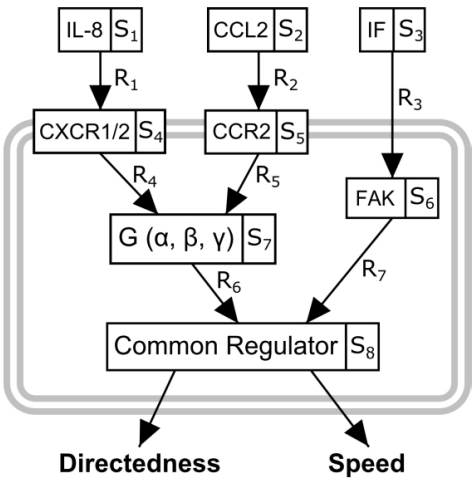 IL-8 S1 CCL2 S2 IF S3
R1 R2 R3
CXCR1/2 S4 CCR2 S5
R4 R5 FAK S6
G (α, β, γ) S7
R6 R7
Common Regulator S8
Directedness Speed